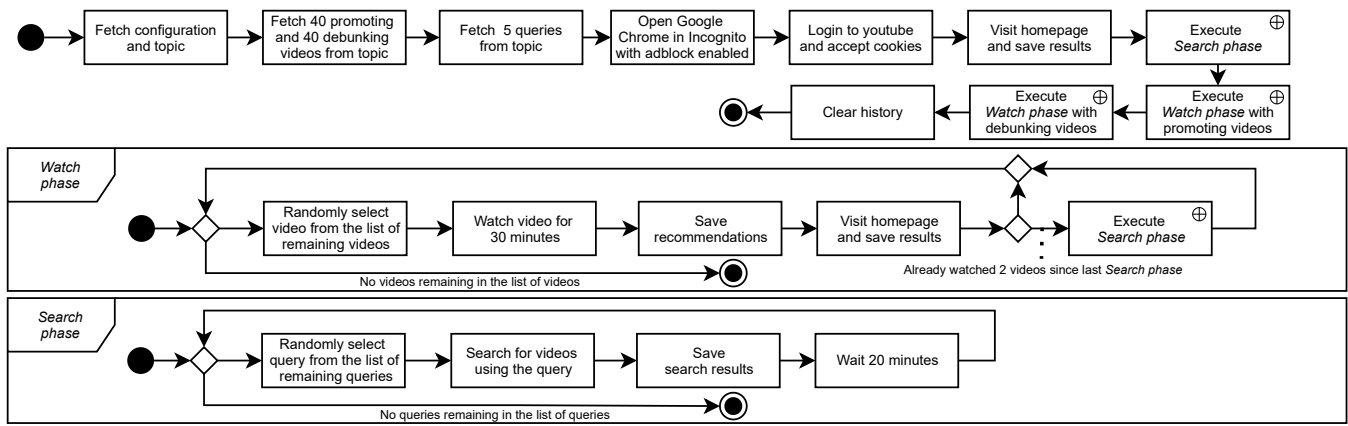 Fetch configuration
and topic
Fetch 40 promoting
and 40 debunking
videos from topic
Fetch 5 queries
from topic
Open Google
Chrome in Incognito
with adblock enabled
Login to youtube
and accept cookies
Visit homepage
and save results
Execute
Search phase
Clear history
Execute
Watch phase with
debunking videos
Execute
Watch phase with
promoting videos
Watch
phase
Randomly select
video from the list of
remaining videos
Watch video for
30 minutes
Save
recommendations
Visit homepage
and save results
Execute
Search phase
Already watched 2 videos since last Search phase
No videos remaining in the list of videos
Search
phase
Randomly select
query from the list of
remaining queries
Search for videos
using the query
Save
search results
Wait 20 minutes
No queries remaining in the list of queries